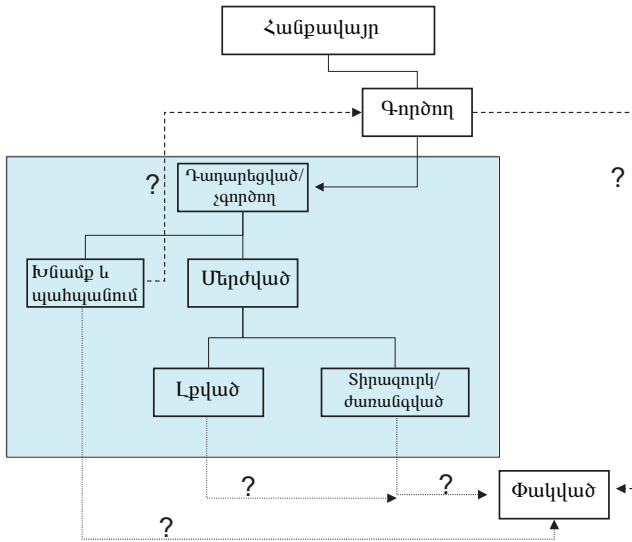 Հանքավայր
Գործող
?
?
Դադարեցված/
չգործող
Խնամք և
պահպանում
Մերժված
Լքված
Տիրազուրկ/
ժառանգված
?
?
Փակված
?